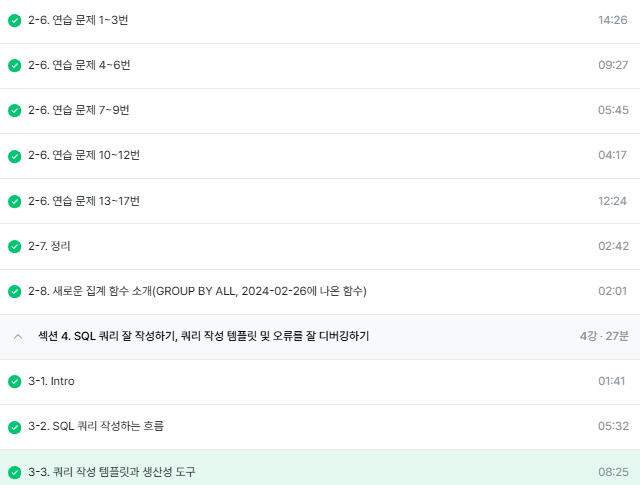 2-6. 연습 문제 1~3번 14:26
2-6. 연습 문제 4~6번 09:27
2-6. 연습 문제 7~9번 05:45
2-6. 연습 문제 10~12번 04:17
2-6. 연습 문제 13~17번 12:24
2-7. 정리 02:42
2-8. 새로운 집계 함수 소개(GROUP BY ALL, 2024-02-26에 나온 함수) 02:01
섹션 4. SQL 쿼리 잘 작성하기, 쿼리 작성 템플릿 및 오류를 잘 디버깅하기 4강 · 27분
3-1. Intro 01:41
3-2. SQL 쿼리 작성하는 흐름 05:32
3-3. 쿼리 작성 템플릿과 생산성 도구 08:25